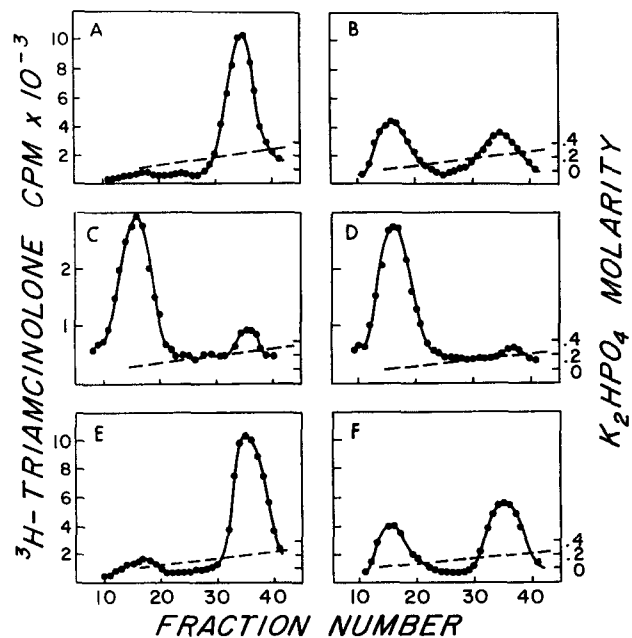 A
B
10
8
6
4
2
.4
.2
0
C
D
2
1
.4
.2
0
E
F
10
8
6
4
2
.4
.2
0
10 20 30 40
10 20 30 40
³H-TRIAMCINOLONE CPM x 10⁻³
K₂HPO₄ MOLARITY
FRACTION NUMBER